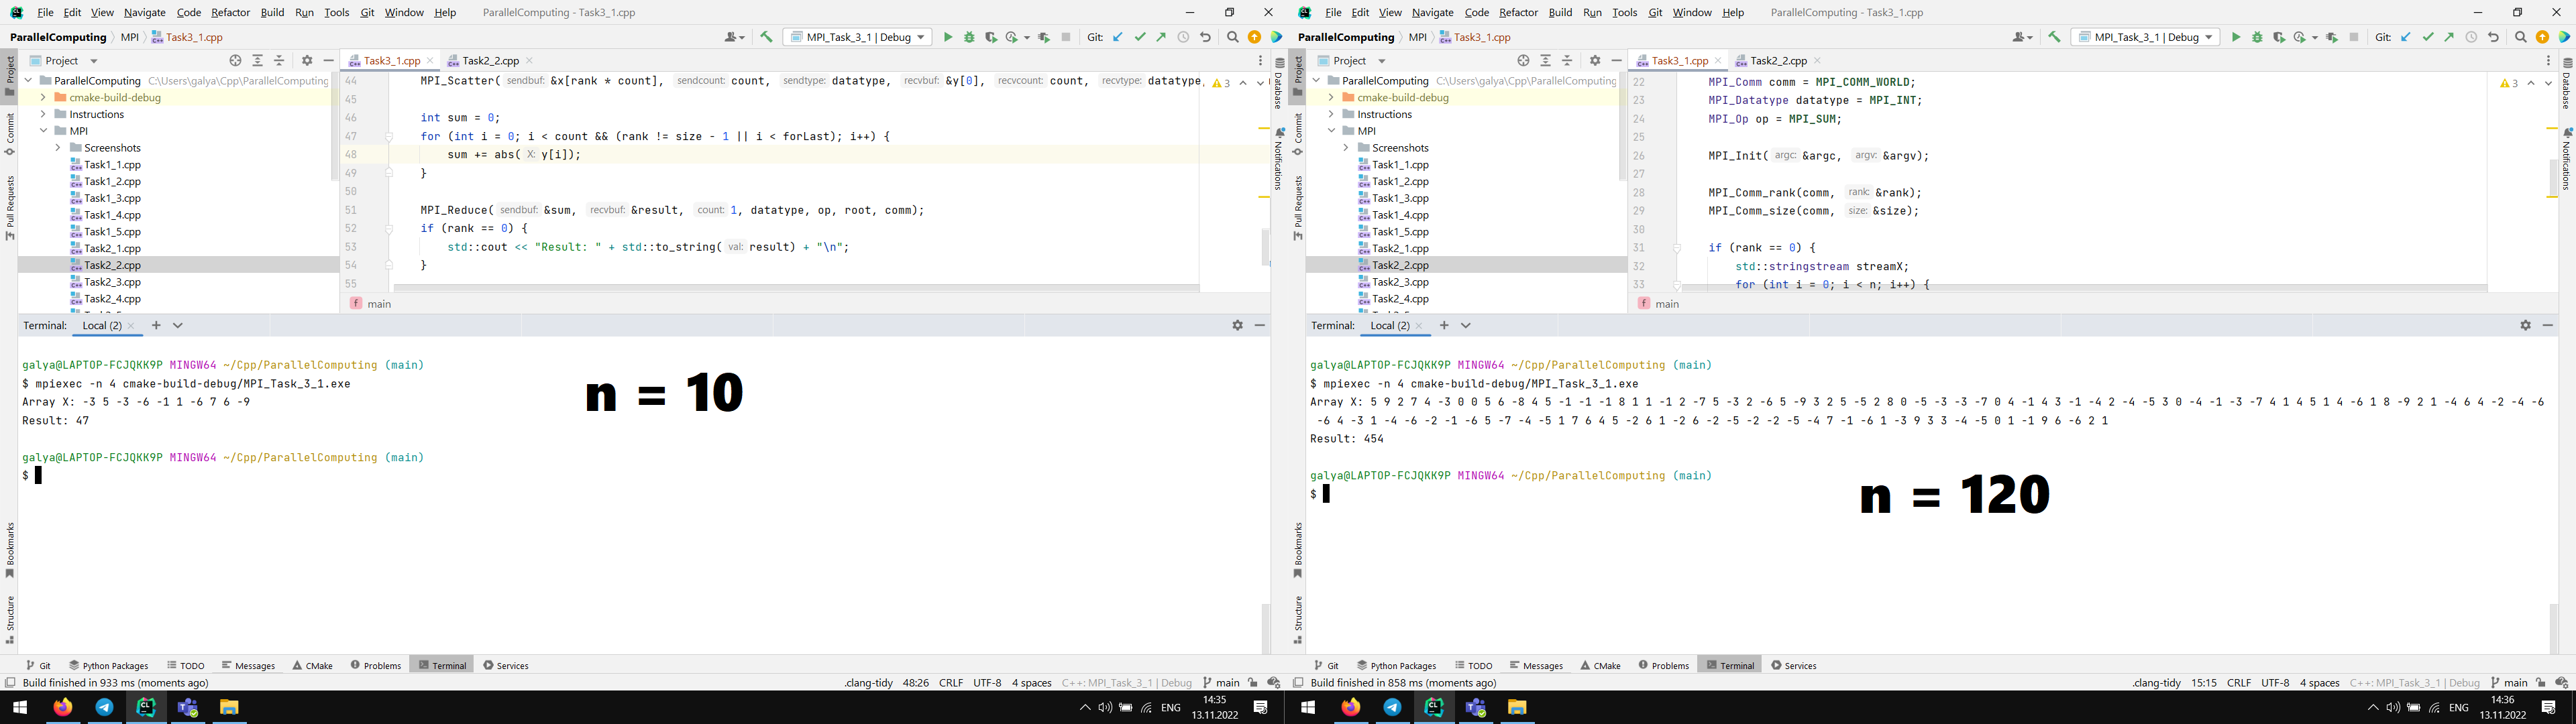 File Edit View Navigate Code Refactor Build Run Tools Git Window Help ParallelComputing - Task3_1.cpp
ParallelComputing MPI Task3_1.cpp MPI_Task_3_1 | Debug Git:
Project
Task3_1.cpp Task2_2.cpp
ParallelComputing C:\Users\galya\Cpp\ParallelComputing
cmake-build-debug
Instructions
MPI
Screenshots
Task1_1.cpp
Task1_2.cpp
Task1_3.cpp
Task1_4.cpp
Task1_5.cpp
Task2_1.cpp
Task2_2.cpp
Task2_3.cpp
Task2_4.cpp
Project
Commit
Pull Requests
Bookmarks
Structure
Database
Notifications
44 MPI_Scatter( sendbuf: &x[rank * count], sendcount: count, sendtype: datatype, recvbuf: &y[0], recvcount: count, recvtype: datatype, 3
45
46 int sum = 0;
47 for (int i = 0; i < count && (rank != size - 1 || i < forLast); i++) {
48 sum += abs( X: y[i]);
49 }
50
51 MPI_Reduce( sendbuf: &sum, recvbuf: &result, count: 1, datatype, op, root, comm);
52 if (rank == 0) {
53 std::cout << "Result: " + std::to_string( val: result) + "\n";
54 }
55
f main
Terminal: Local (2)
galya@LAPTOP-FCJQKK9P MINGW64 ~/Cpp/ParallelComputing (main)
$ mpiexec -n 4 cmake-build-debug/MPI_Task_3_1.exe
Array X: -3 5 -3 -6 -1 1 -6 7 6 -9
Result: 47
galya@LAPTOP-FCJQKK9P MINGW64 ~/Cpp/ParallelComputing (main)
$
n = 10
Git Python Packages TODO Messages CMake Problems Terminal Services
Build finished in 933 ms (moments ago) .clang-tidy 48:26 CRLF UTF-8 4 spaces C++: MPI_Task_3_1 | Debug main
ENG 14:35
13.11.2022
File Edit View Navigate Code Refactor Build Run Tools Git Window Help ParallelComputing - Task3_1.cpp
ParallelComputing MPI Task3_1.cpp MPI_Task_3_1 | Debug Git:
Project
Task3_1.cpp Task2_2.cpp
ParallelComputing C:\Users\galya\Cpp\ParallelComputing
cmake-build-debug
Instructions
MPI
Screenshots
Task1_1.cpp
Task1_2.cpp
Task1_3.cpp
Task1_4.cpp
Task1_5.cpp
Task2_1.cpp
Task2_2.cpp
Task2_3.cpp
Task2_4.cpp
Project
Commit
Pull Requests
Bookmarks
Structure
Database
Notifications
22 MPI_Comm comm = MPI_COMM_WORLD; 3
23 MPI_Datatype datatype = MPI_INT;
24 MPI_Op op = MPI_SUM;
25
26 MPI_Init( argc: &argc, argv: &argv);
27
28 MPI_Comm_rank(comm, rank: &rank);
29 MPI_Comm_size(comm, size: &size);
30
31 if (rank == 0) {
32 std::stringstream streamX;
33 for (int i = 0; i < n; i++) {
f main
Terminal: Local (2)
galya@LAPTOP-FCJQKK9P MINGW64 ~/Cpp/ParallelComputing (main)
$ mpiexec -n 4 cmake-build-debug/MPI_Task_3_1.exe
Array X: 5 9 2 7 4 -3 0 0 5 6 -8 4 5 -1 -1 -1 8 1 1 -1 2 -7 5 -3 2 -6 5 -9 3 2 5 -5 2 8 0 -5 -3 -3 -7 0 4 -1 4 3 -1 -4 2 -4 -5 3 0 -4 -1 -3 -7 4 1 4 5 1 4 -6 1 8 -9 2 1 -4 6 4 -2 -4 -6
-6 4 -3 1 -4 -6 -2 -1 -6 5 -7 -4 -5 1 7 6 4 5 -2 6 1 -2 6 -2 -5 -2 -2 -5 -4 7 -1 -6 1 -3 9 3 3 -4 -5 0 1 -1 9 6 -6 2 1
Result: 454
galya@LAPTOP-FCJQKK9P MINGW64 ~/Cpp/ParallelComputing (main)
$
n = 120
Git Python Packages TODO Messages CMake Problems Terminal Services
Build finished in 858 ms (moments ago) .clang-tidy 15:15 CRLF UTF-8 4 spaces C++: MPI_Task_3_1 | Debug main
ENG 14:36
13.11.2022